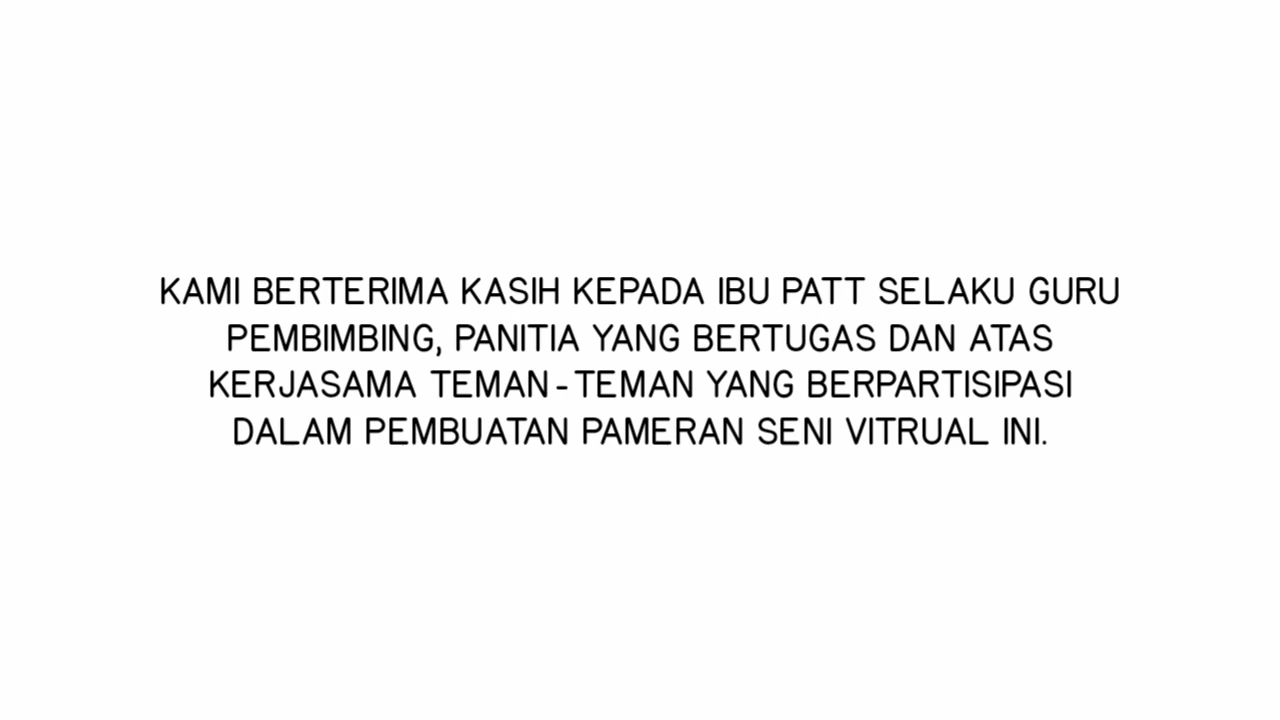 KAMI BERTERIMA KASIH KEPADA IBU PATT SELAKU GURU
PEMBIMBING, PANITIA YANG BERTUGAS DAN ATAS
KERJASAMA TEMAN-TEMAN YANG BERPARTISIPASI
DALAM PEMBUATAN PAMERAN SENI VITRUAL INI.